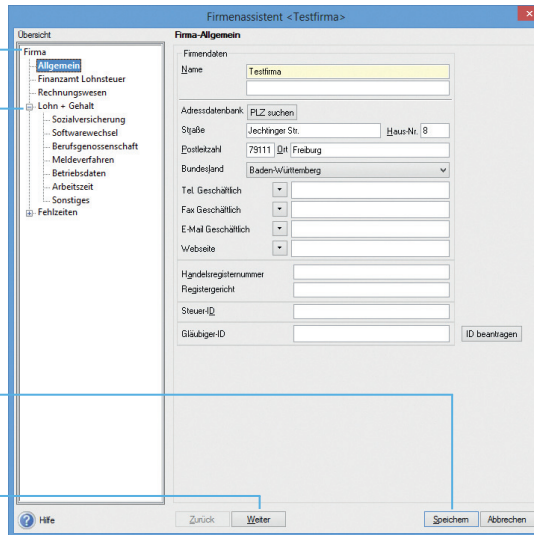 Firmenassistent <Testfirma>
Übersicht
Firma
Allgemein
Finanzamt Lohnsteuer
Rechnungswesen
Lohn + Gehalt
Sozialversicherung
Softwarewechsel
Berufsgenossenschaft
Meldeverfahren
Betriebsdaten
Arbeitszeit
Sonstiges
Fehlzeiten
Firma-Allgemein
Firmendaten
Name Testfirma
Adressdatenbank PLZ suchen
Straße Jechtinger Str. Haus-Nr. 8
Postleitzahl 79111 Ort Freiburg
Bundesland Baden-Württemberg
Tel. Geschäftlich
Fax Geschäftlich
E-Mail Geschäftlich
Webseite
Handelsregisternummer
Registergericht
Steuer-ID
Gläubiger-ID ID beantragen
Hilfe Zurück Weiter Speichern Abbrechen